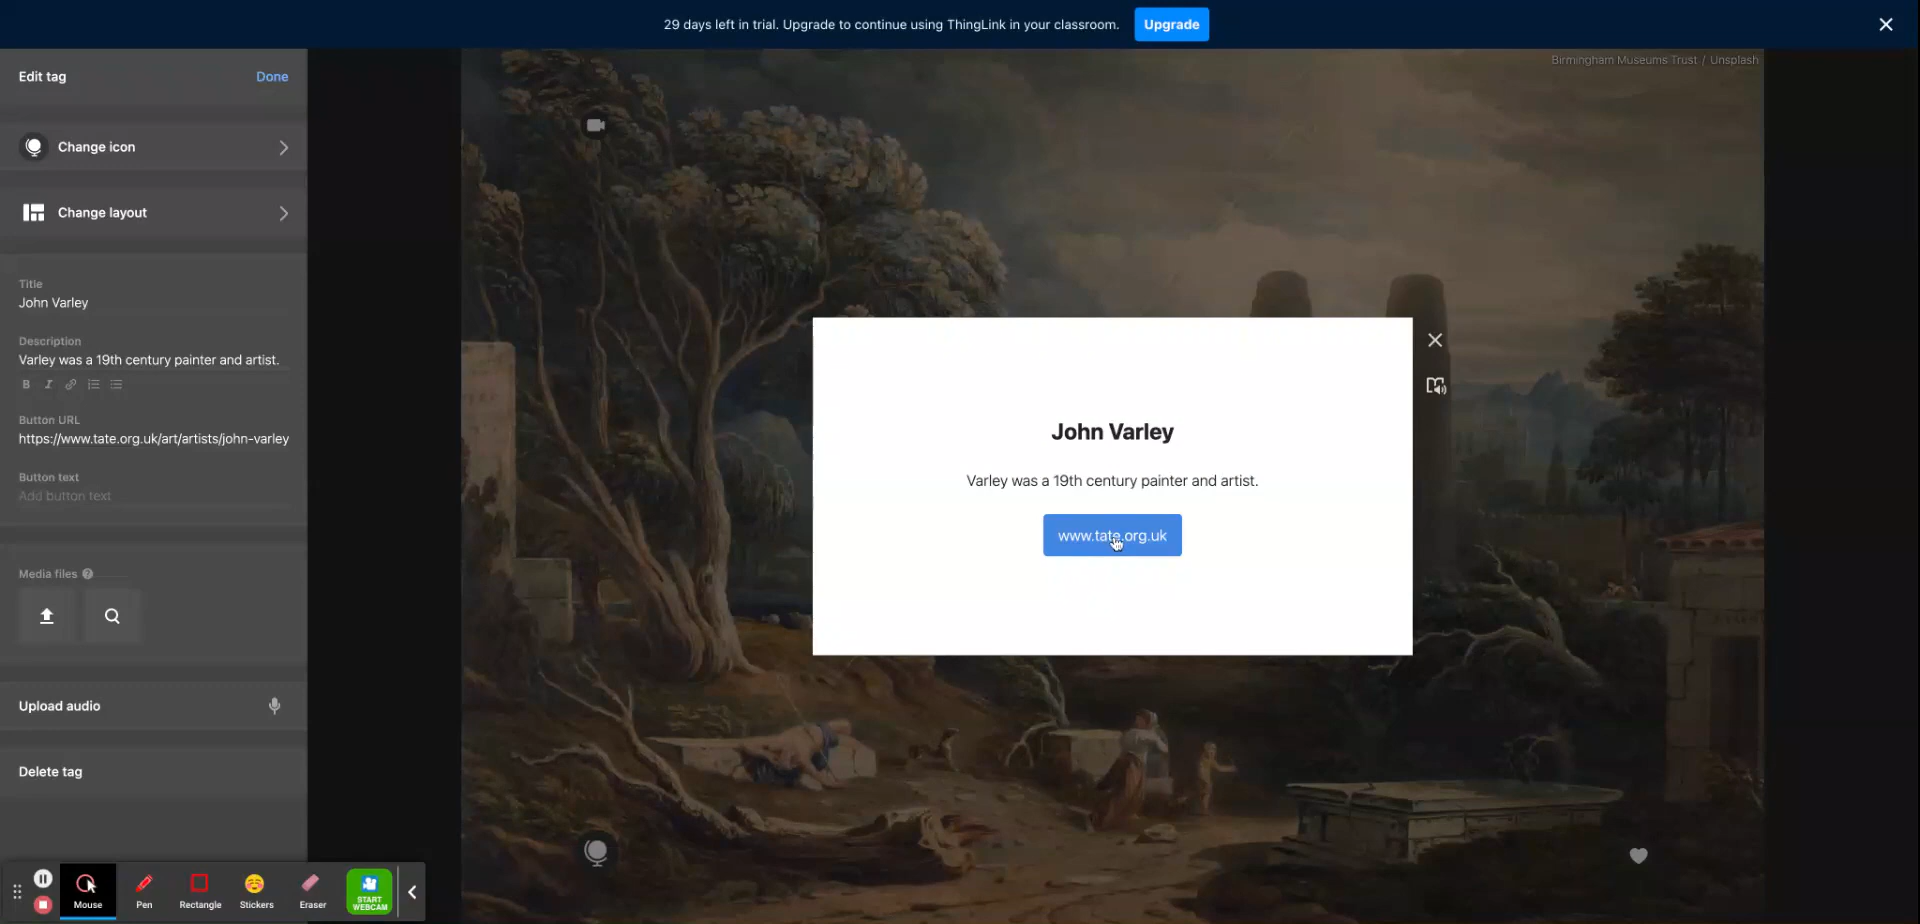 29 days left in trial. Upgrade to continue using ThingLink in your classroom.
Upgrade
Edit tag
Done
Birmingham Museums Trust / Unsplash
Change icon
Change layout
Title
John Varley
Description
Varley was a 19th century painter and artist.
B I
Button URL
https://www.tate.org.uk/art/artists/john-varley
Button text
Add button text
John Varley
Varley was a 19th century painter and artist.
www.tate.org.uk
Media files ?
Upload audio
Delete tag
Mouse
Pen
Rectangle
Stickers
Eraser
START
WEBCAM